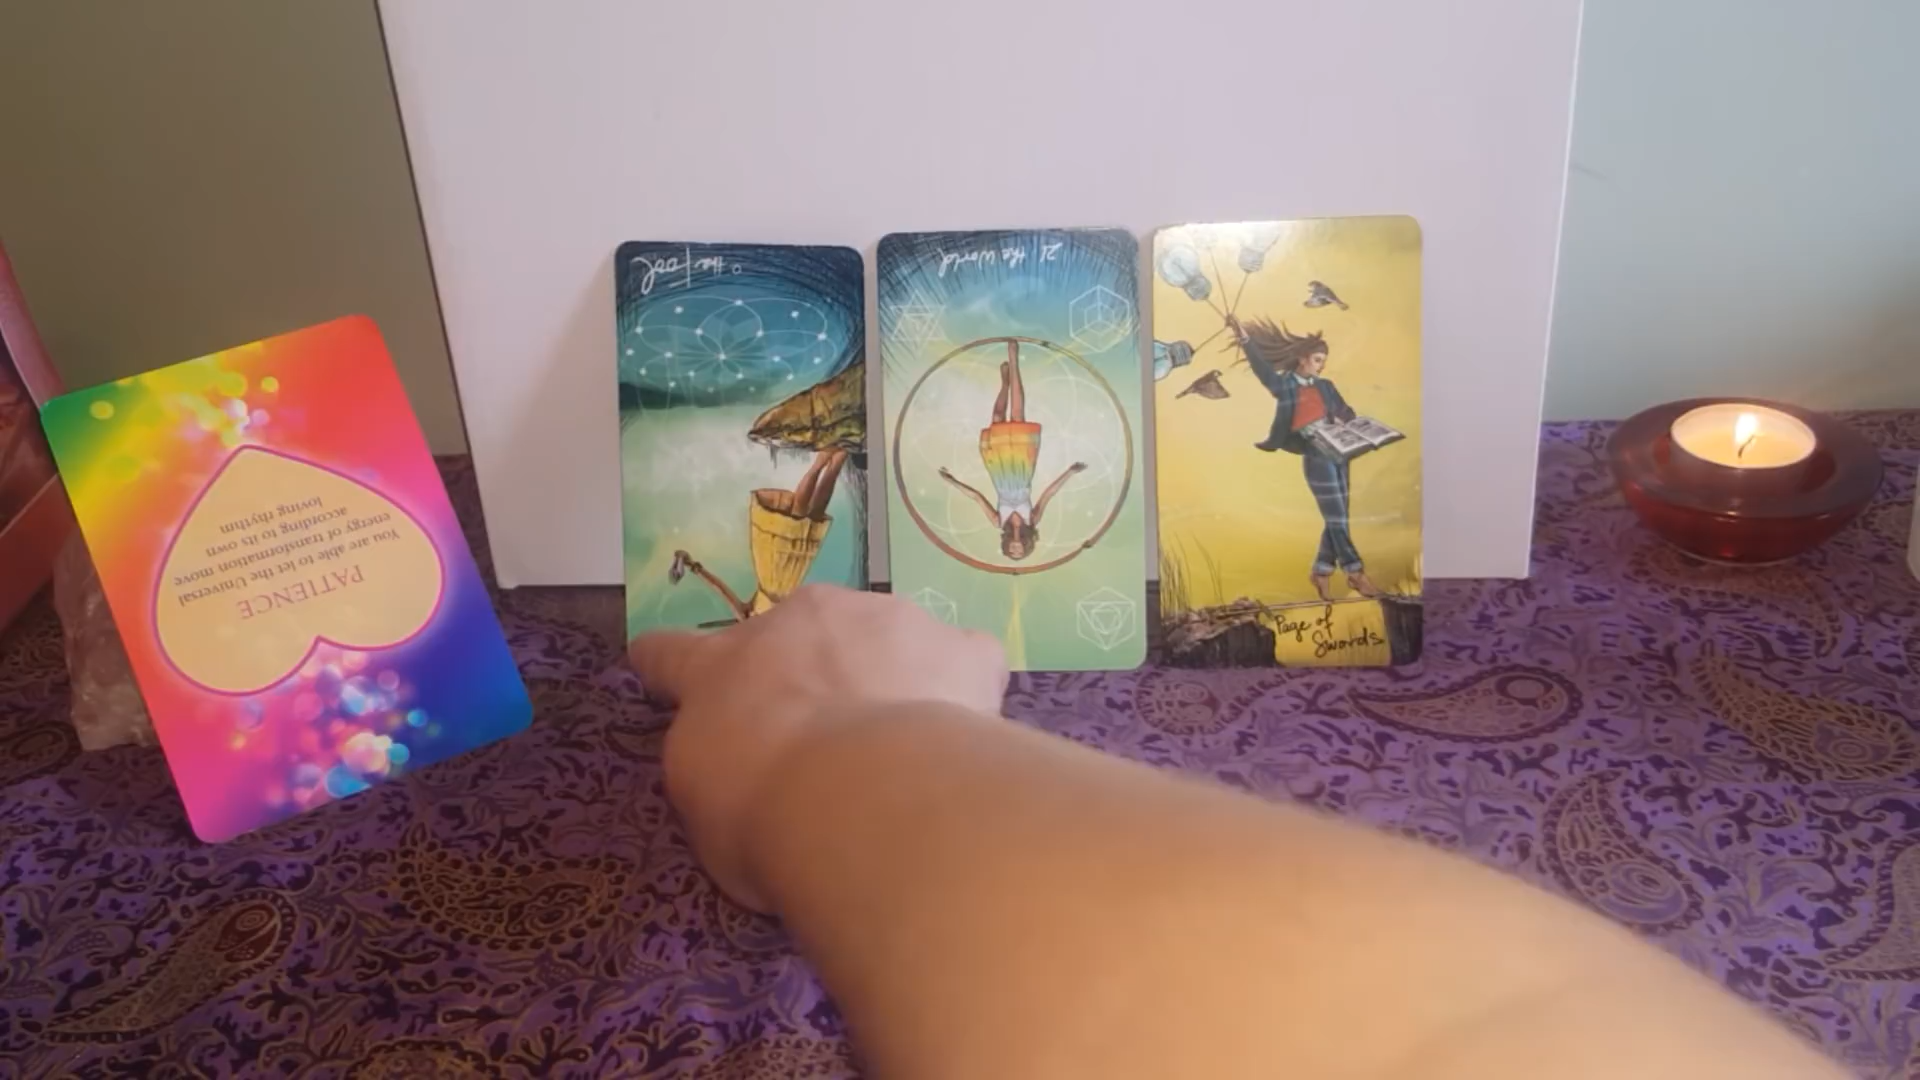 PATIENCE
You are able to let the Universal
energy of transformation move
according to its own
loving rhythm
0 the Fool
21 the World
Page of
Swords